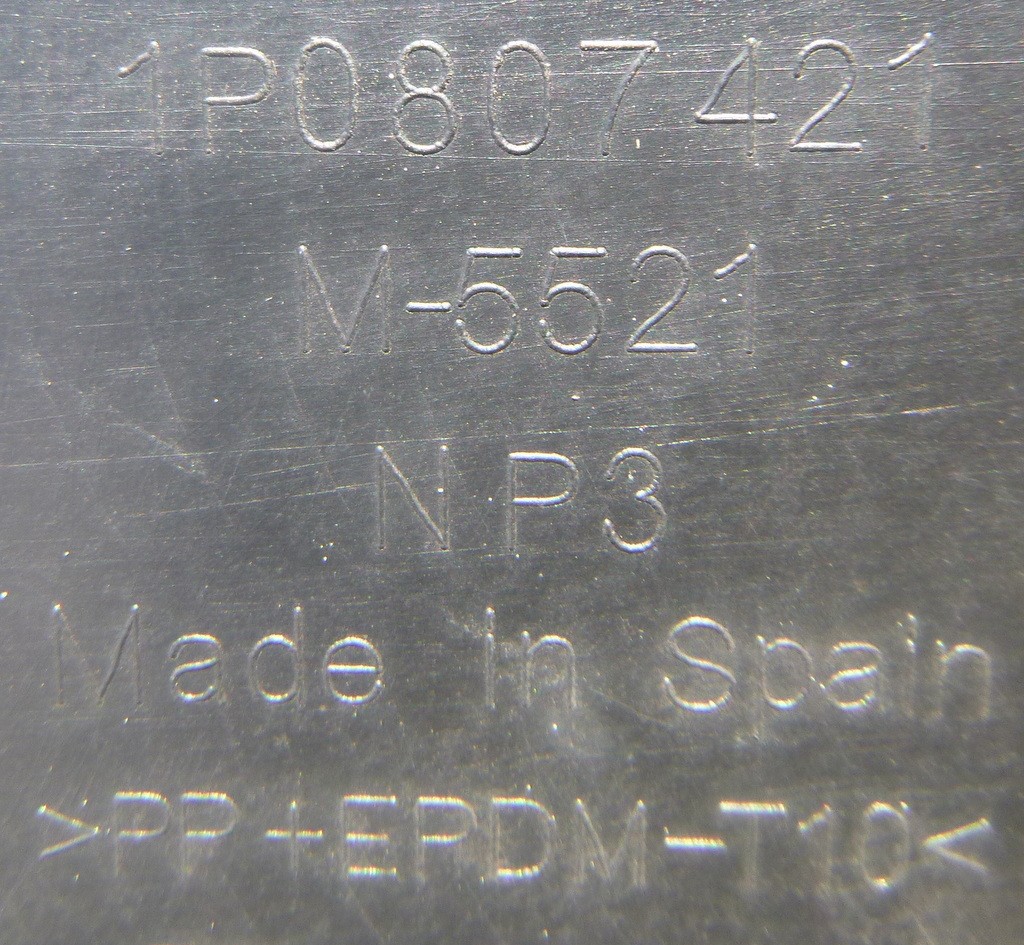 1P0807421
M-5521
NP3
Made in Spain
>PP+EPDM-T10<